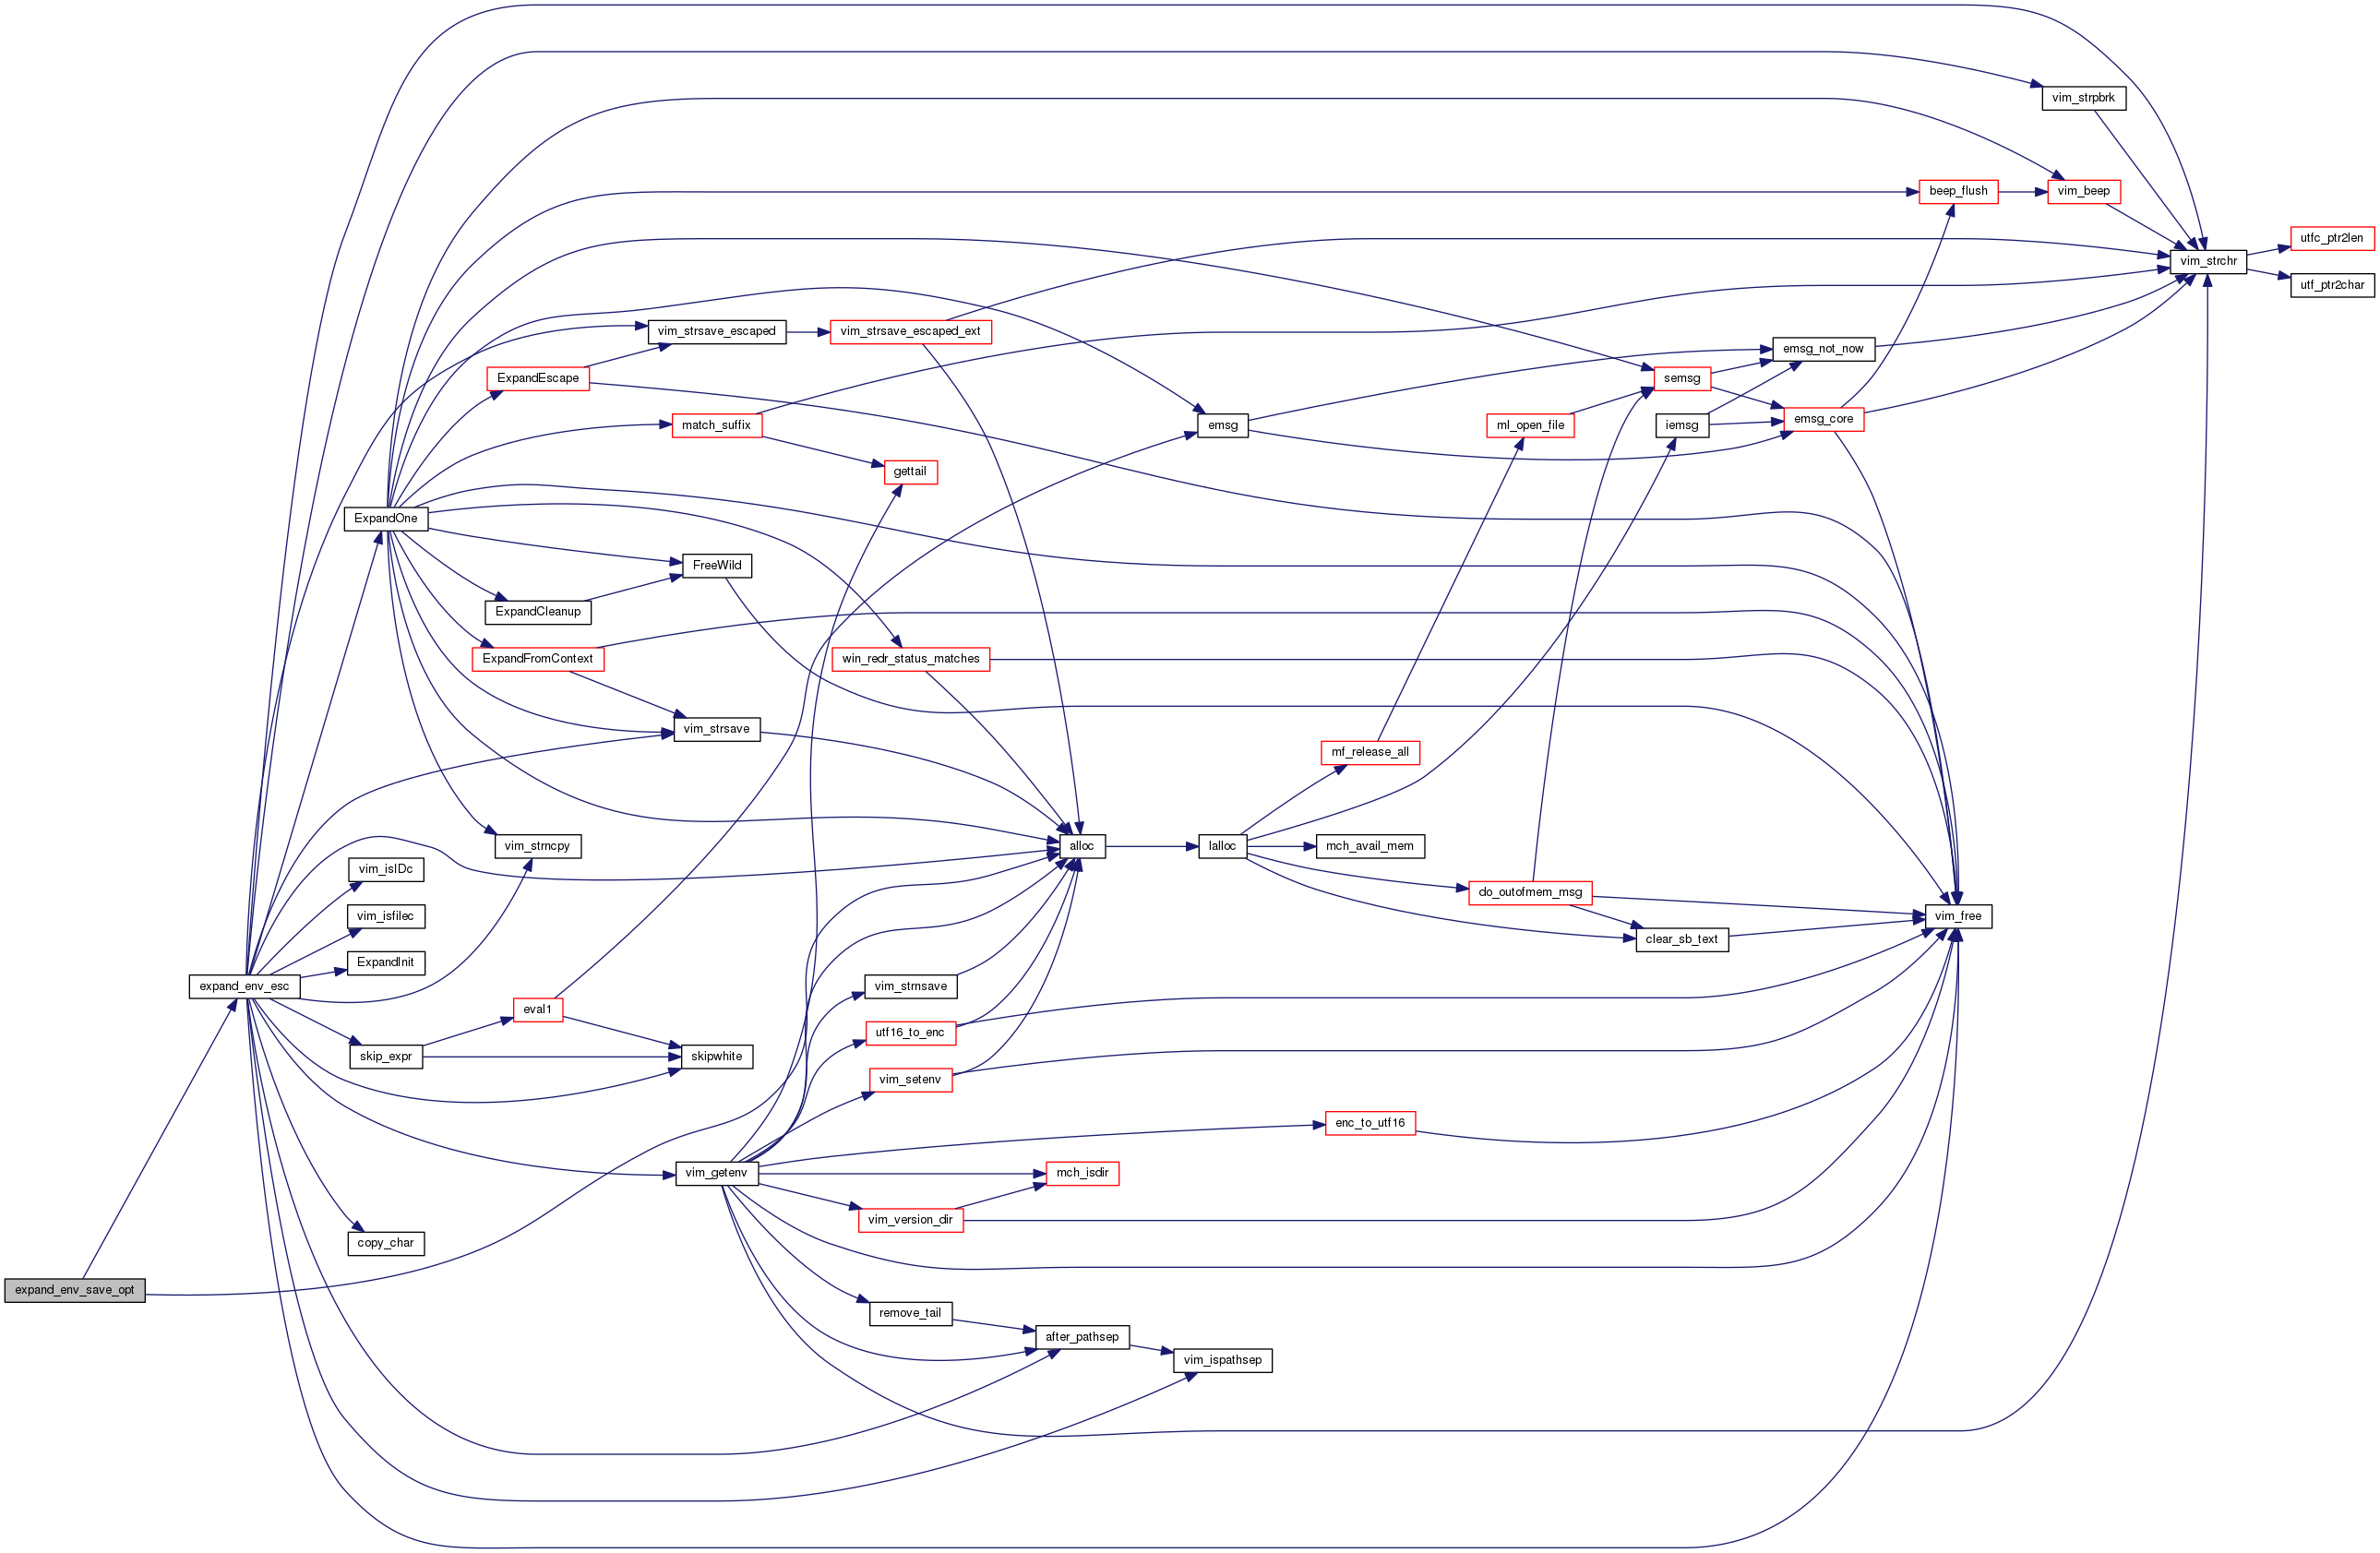 vim_strpbrk
beep_flush
vim_beep
utfc_ptr2len
vim_strchr
utf_ptr2char
vim_strsave_escaped
vim_strsave_escaped_ext
emsg_not_now
ExpandEscape
semsg
match_suffix
emsg
ml_open_file
iemsg
emsg_core
gettail
ExpandOne
FreeWild
ExpandCleanup
ExpandFromContext
win_redr_status_matches
vim_strsave
mf_release_all
vim_strncpy
alloc
lalloc
mch_avail_mem
vim_isIDc
do_outofmem_msg
vim_isfilec
vim_free
clear_sb_text
ExpandInit
expand_env_esc
vim_strnsave
eval1
utf16_to_enc
skip_expr
skipwhite
vim_setenv
enc_to_utf16
vim_getenv
mch_isdir
vim_version_dir
copy_char
expand_env_save_opt
remove_tail
after_pathsep
vim_ispathsep